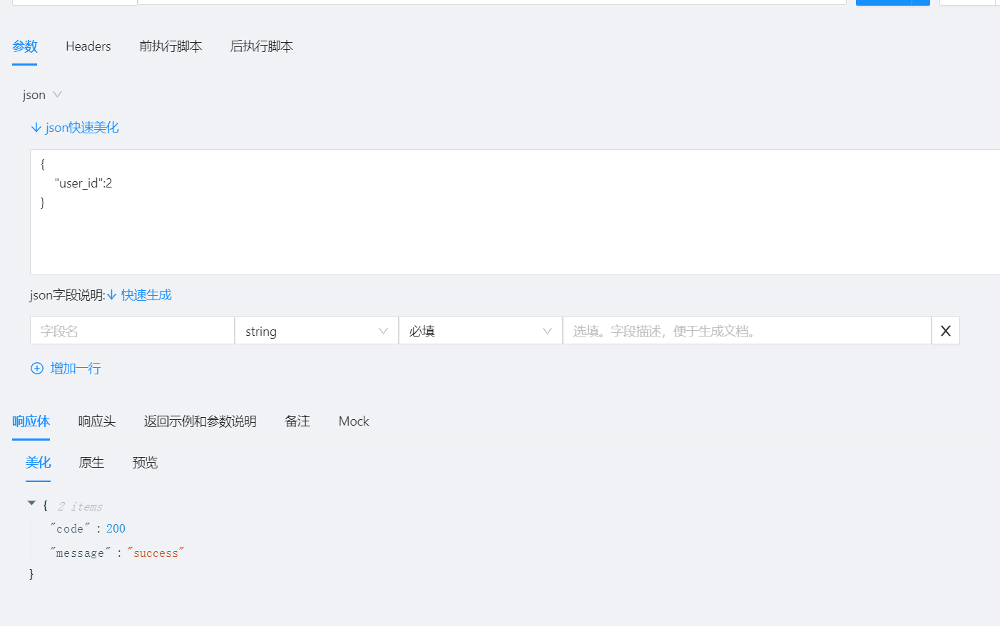 参数 Headers 前执行脚本 后执行脚本
json
json快速美化
{
"user_id":2
}
json字段说明: 快速生成
字段名 string 必填 选填。字段描述，便于生成文档。 X
增加一行
响应体 响应头 返回示例和参数说明 备注 Mock
美化 原生 预览
{ 2 items
"code" : 200
"message" : "success"
}